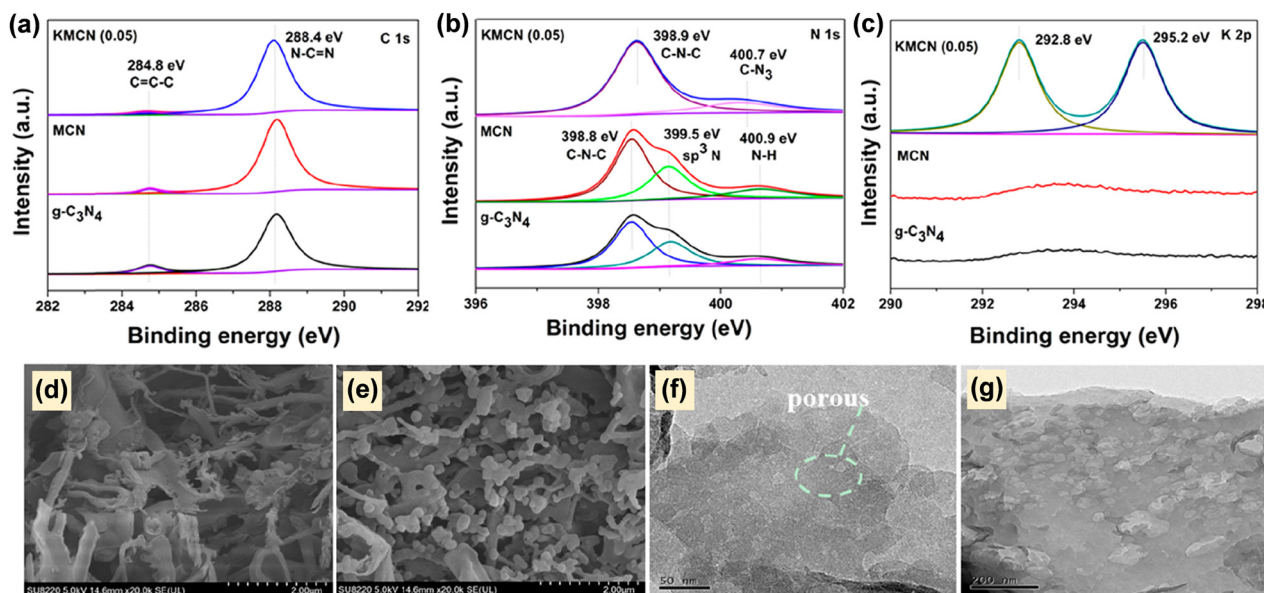 (a)
KMCN (0.05)
288.4 eV
N-C=N
C 1s
284.8 eV
C=C-C
MCN
g-C₃N₄
Intensity (a.u.)
282 284 286 288 290 292
Binding energy (eV)
(b)
KMCN (0.05)
398.9 eV
C-N-C
N 1s
400.7 eV
C-N₃
MCN
398.8 eV
C-N-C
399.5 eV
sp³ N
400.9 eV
N-H
g-C₃N₄
Intensity (a.u.)
396 398 400 402
Binding energy (eV)
(c)
KMCN (0.05)
292.8 eV
295.2 eV
K 2p
MCN
g-C₃N₄
Intensity (a.u.)
290 292 294 296 298
Binding energy (eV)
(d)
SU8220 5.0kV 14.6mm x20.0k SE(UL)
2.00µm
(e)
SU8220 5.0kV 14.6mm x20.0k SE(UL)
2.00µm
(f)
porous
50 nm
(g)
200 nm